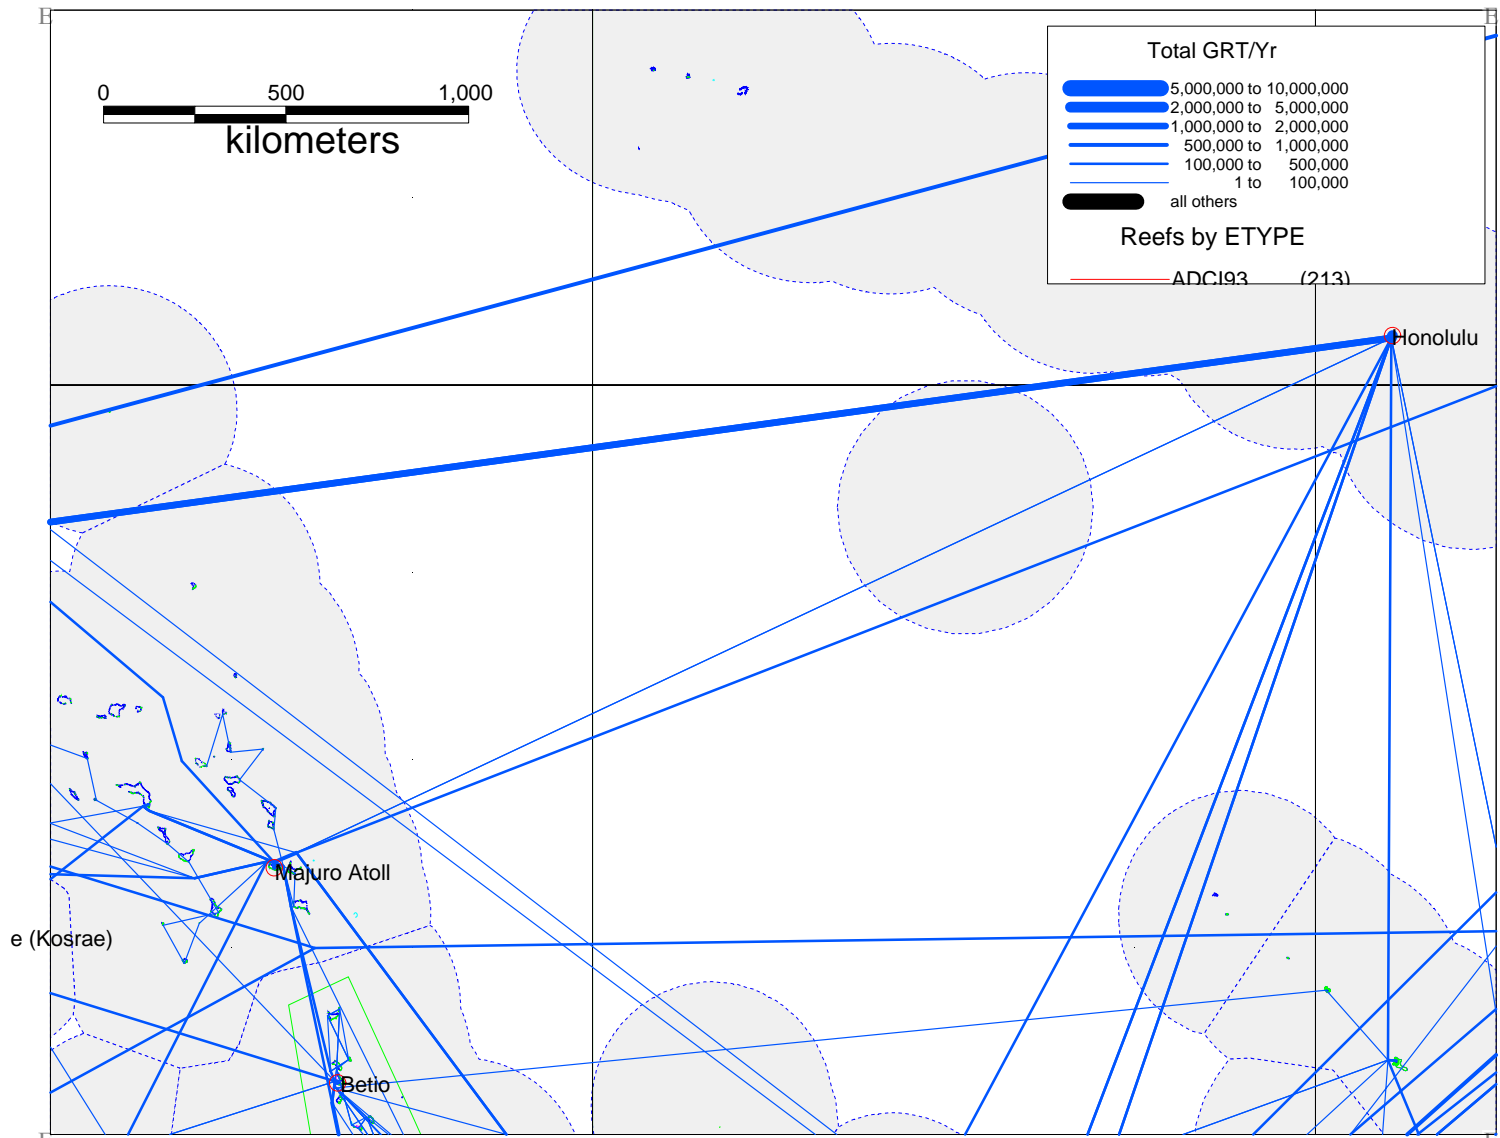 E E
Total GRT/Yr
0 500 1,000
kilometers
5,000,000 to 10,000,000
2,000,000 to 5,000,000
1,000,000 to 2,000,000
500,000 to 1,000,000
100,000 to 500,000
1 to 100,000
all others
Reefs by ETYPE
ADCI93 (213)
Honolulu
Majuro Atoll
e (Kosrae)
Betio